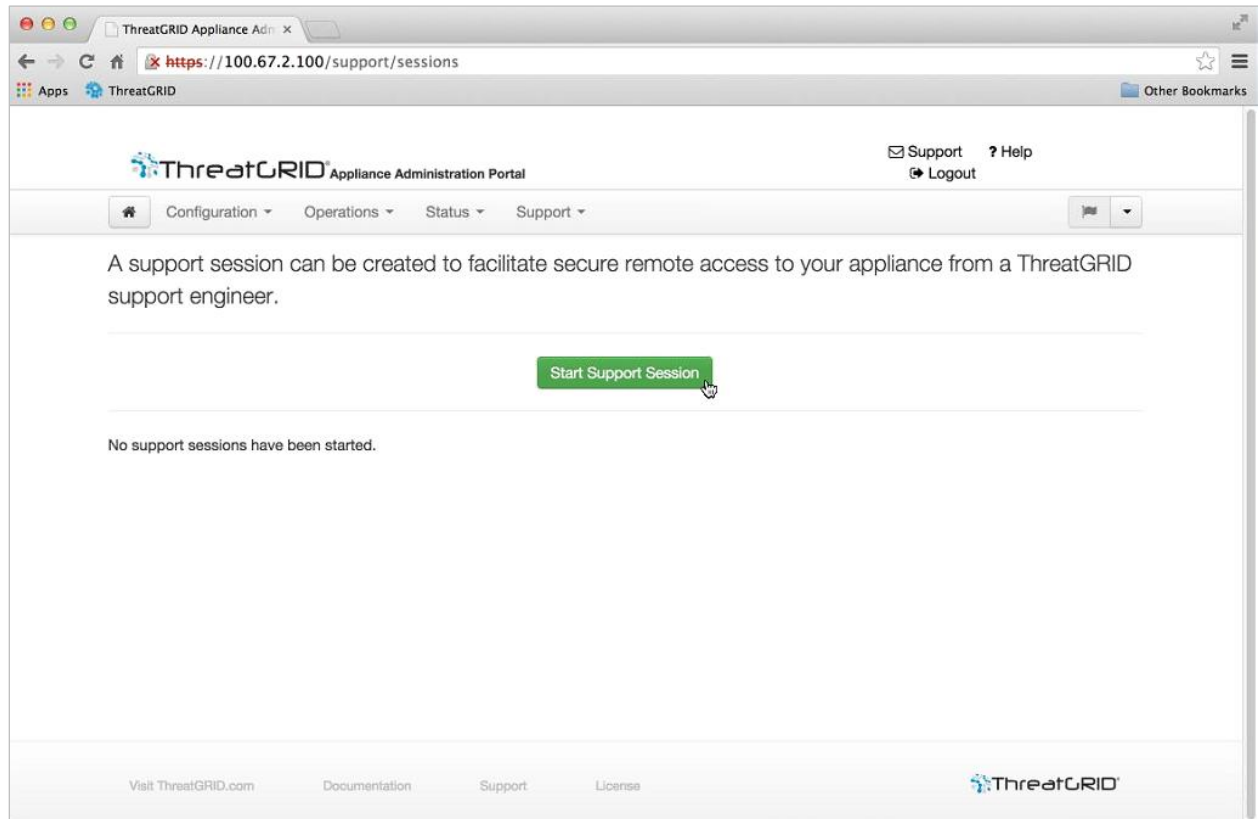 ThreatGRID Appliance Adn
https://100.67.2.100/support/sessions
Apps ThreatGRID Other Bookmarks
ThreatGRID® Appliance Administration Portal
Support ? Help
Logout
Configuration Operations Status Support
A support session can be created to facilitate secure remote access to your appliance from a ThreatGRID
support engineer.
Start Support Session
No support sessions have been started.
Visit ThreatGRID.com Documentation Support License ThreatGRID®